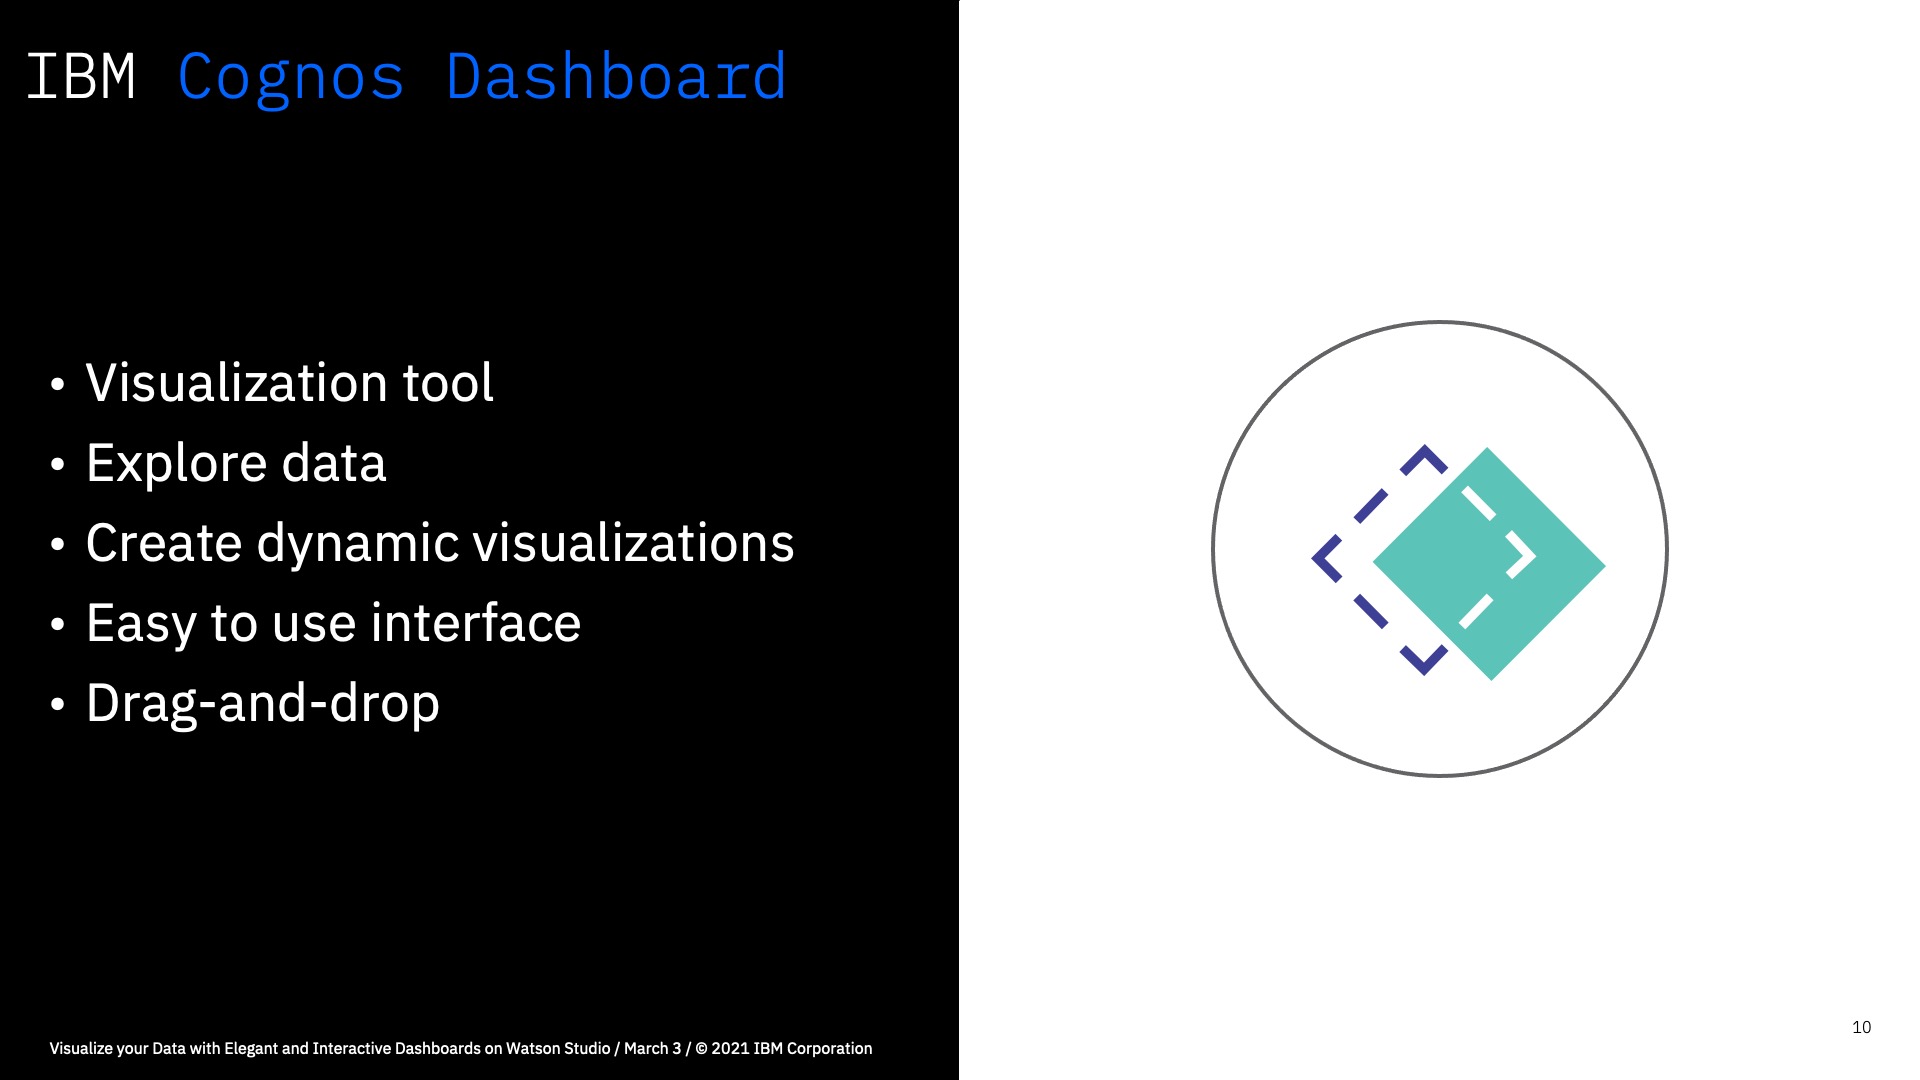 IBM Cognos Dashboard
• Visualization tool
• Explore data
• Create dynamic visualizations
• Easy to use interface
• Drag-and-drop
Visualize your Data with Elegant and Interactive Dashboards on Watson Studio / March 3 / © 2021 IBM Corporation
10